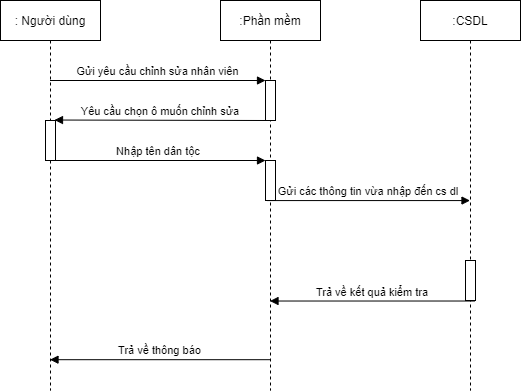 : Người dùng
:Phần mềm
:CSDL
Gửi yêu cầu chỉnh sửa nhân viên
Yêu cầu chọn ô muốn chỉnh sửa
Nhập tên dân tộc
Gửi các thông tin vừa nhập đến cs dl
Trả về kết quả kiểm tra
Trả về thông báo